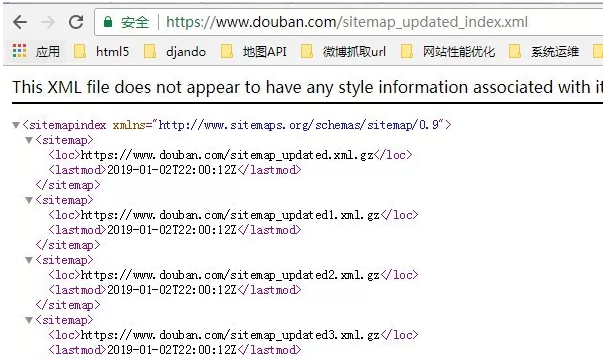 安全 https://www.douban.com/sitemap_updated_index.xml
应用 html5 djando 地图API 微博抓取url 网站性能优化 系统运维
This XML file does not appear to have any style information associated with it
<sitemapindex xmlns="http://www.sitemaps.org/schemas/sitemap/0.9">
<sitemap>
<loc>https://www.douban.com/sitemap_updated.xml.gz</loc>
<lastmod>2019-01-02T22:00:12Z</lastmod>
</sitemap>
<sitemap>
<loc>https://www.douban.com/sitemap_updated1.xml.gz</loc>
<lastmod>2019-01-02T22:00:12Z</lastmod>
</sitemap>
<sitemap>
<loc>https://www.douban.com/sitemap_updated2.xml.gz</loc>
<lastmod>2019-01-02T22:00:12Z</lastmod>
</sitemap>
<sitemap>
<loc>https://www.douban.com/sitemap_updated3.xml.gz</loc>
<lastmod>2019-01-02T22:00:12Z</lastmod>